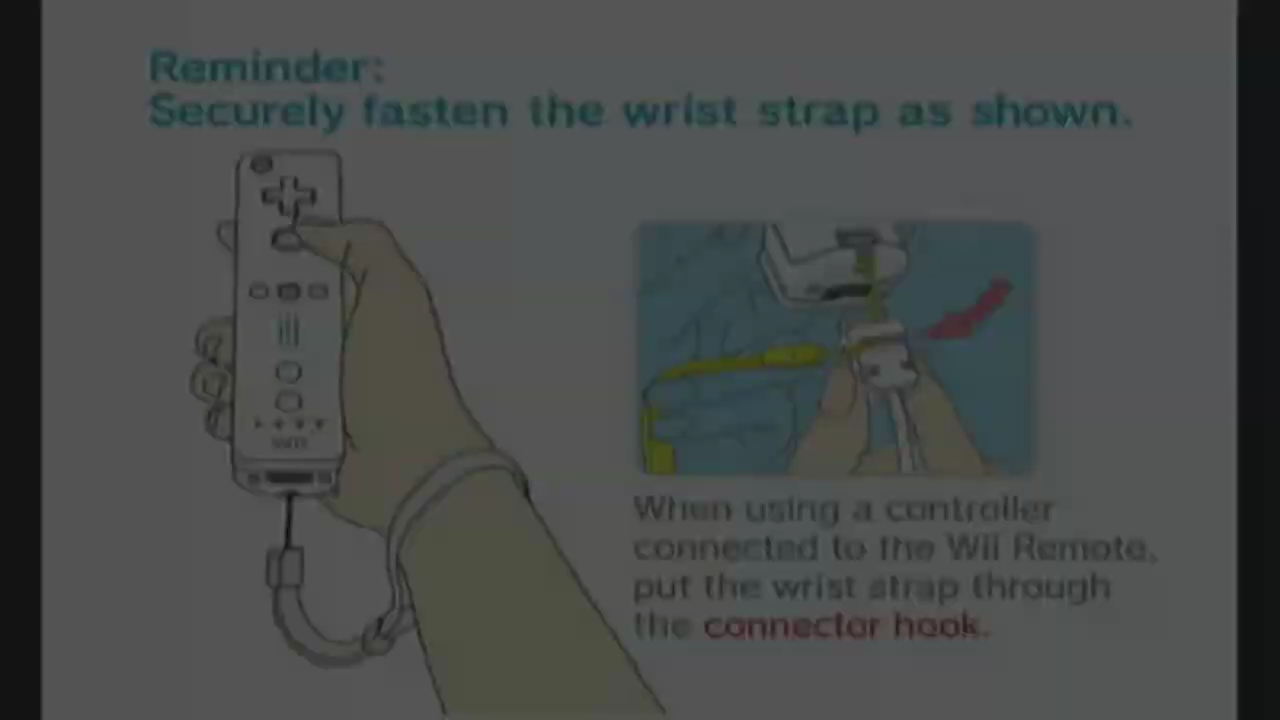 Reminder:
Securely fasten the wrist strap as shown.
When using a controller
connected to the Wii Remote,
put the wrist strap through
the connector hook.